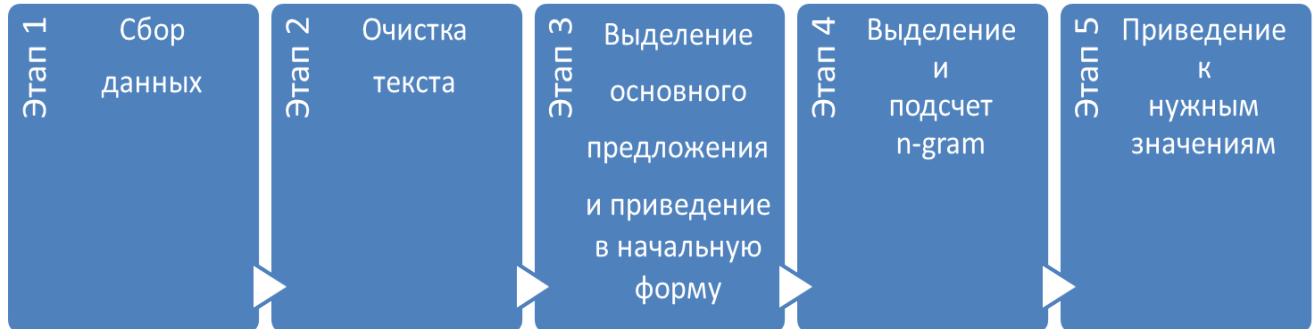 Этап 1
Сбор
данных
Этап 2
Очистка
текста
Этап 3
Выделение
основного
предложения
и приведение
в начальную
форму
Этап 4
Выделение
и
подсчет
n-gram
Этап 5
Приведение
к
нужным
значениям